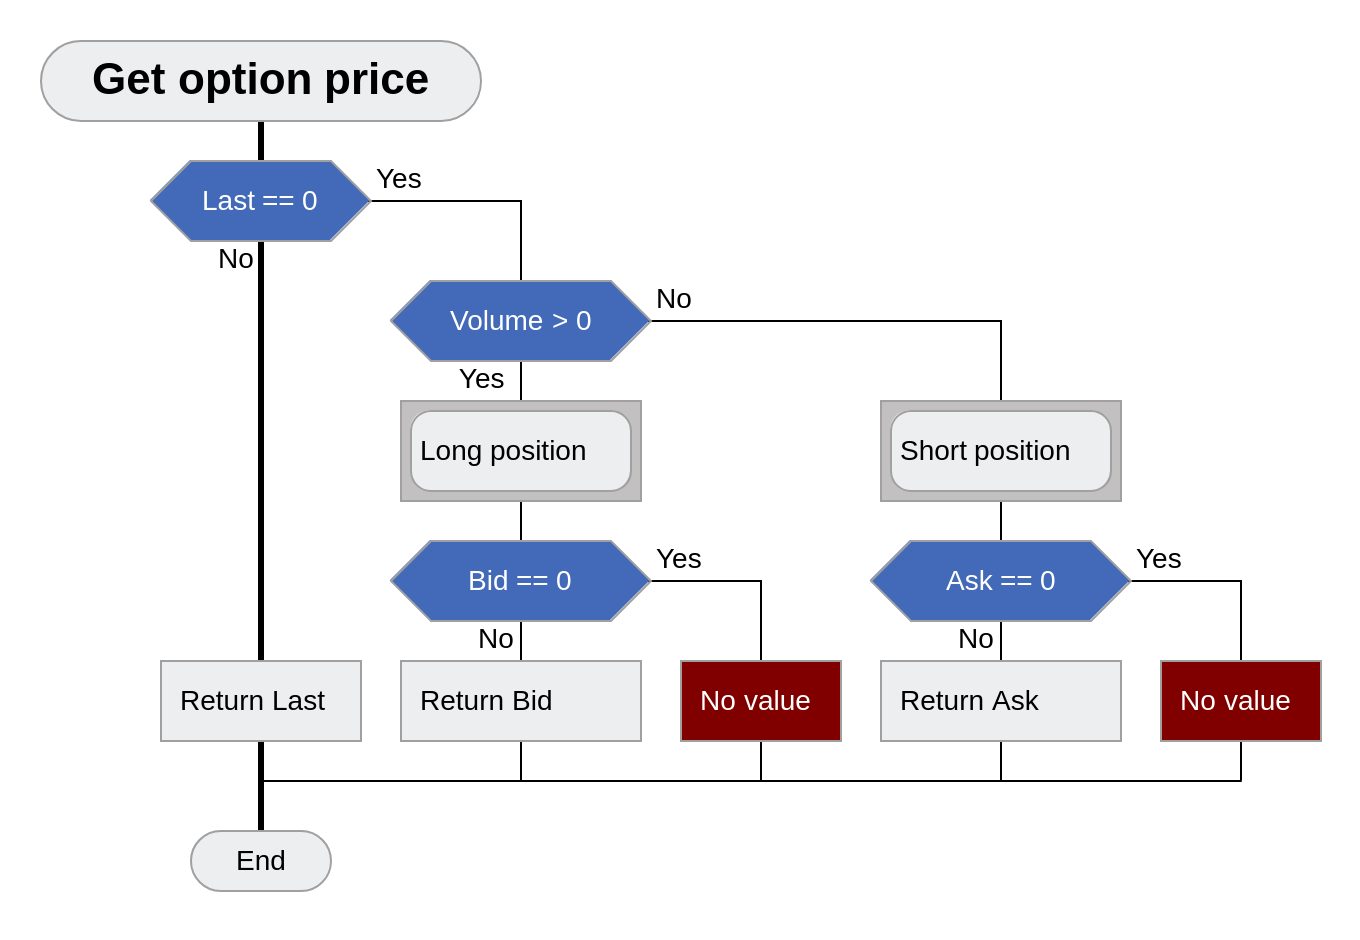 Get option price
Last == 0
Yes
No
Volume > 0
No
Yes
Long position
Short position
Bid == 0
Yes
Ask == 0
Yes
No
No
Return Last
Return Bid
No value
Return Ask
No value
End